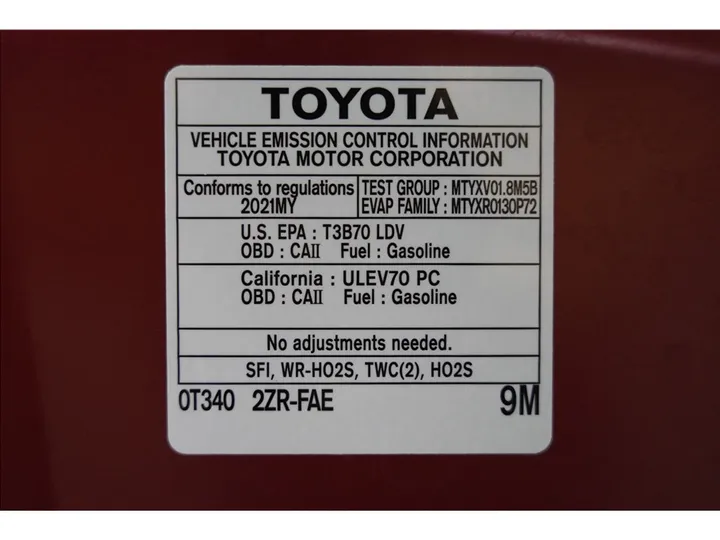 TOYOTA
VEHICLE EMISSION CONTROL INFORMATION
TOYOTA MOTOR CORPORATION
Conforms to regulations
2021MY
TEST GROUP : MTYXV01.8M5B
EVAP FAMILY : MTYXR0130P72
U.S. EPA : T3B70 LDV
OBD : CAII Fuel : Gasoline
California : ULEV70 PC
OBD : CAII Fuel : Gasoline
No adjustments needed.
SFI, WR-HO2S, TWC(2), HO2S
0T340 2ZR-FAE 9M